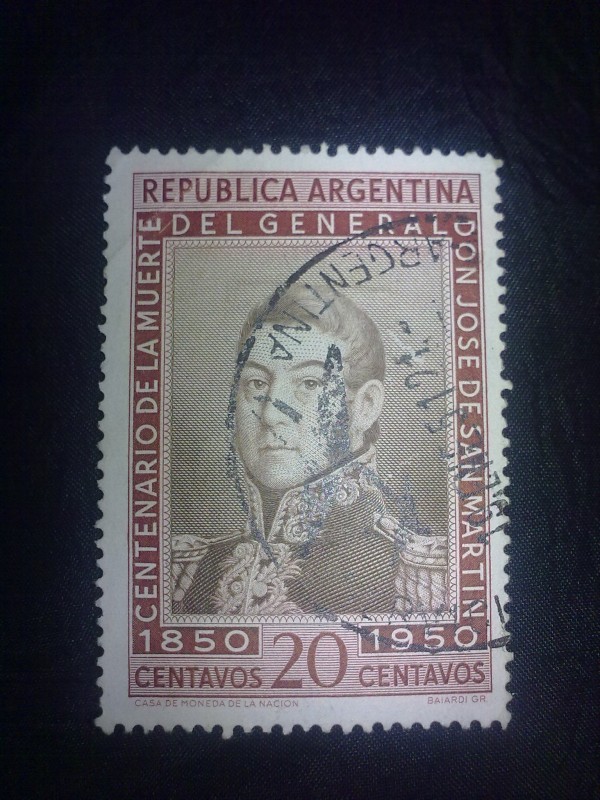 REPUBLICA ARGENTINA
CENTENARIO DE LA MUERTE
DEL GENERAL
DON JOSE DE SAN MARTIN
1850 1950
CENTAVOS 20 CENTAVOS
CASA DE MONEDA DE LA NACION
BAIARDI GR.
ARGENTINA